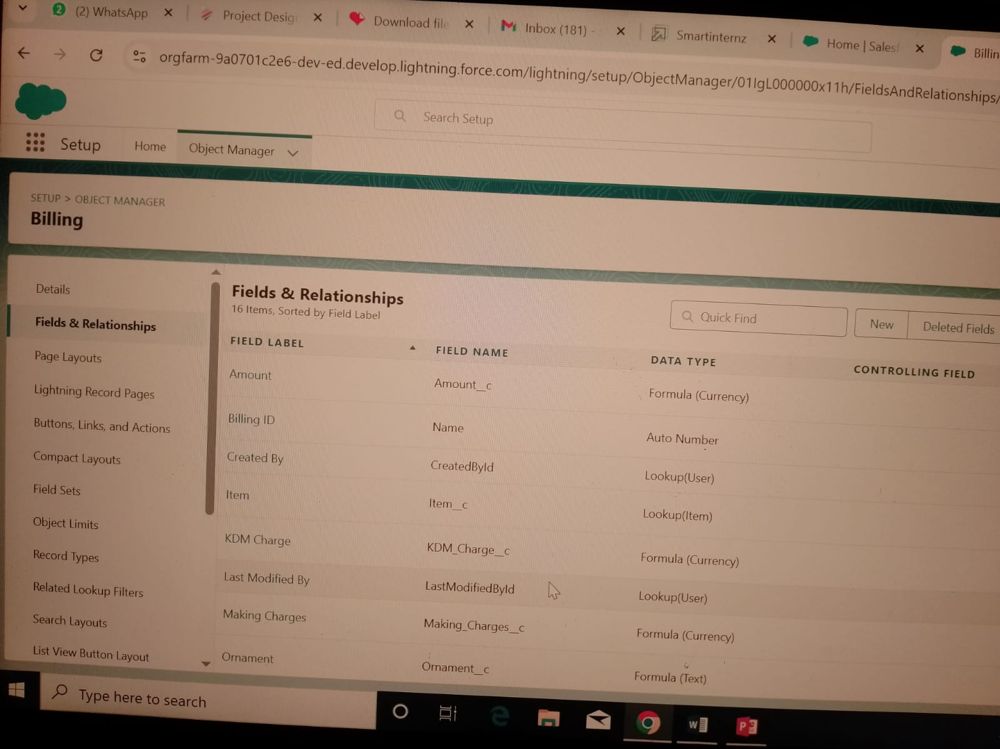 2 (2) WhatsApp
Project Desig
Download file
Inbox (181) -
Smartinternz
Home | Salesf
Billin
orgfarm-9a0701c2e6-dev-ed.develop.lightning.force.com/lightning/setup/ObjectManager/01IgL000000x11h/FieldsAndRelationships/
Search Setup
Setup
Home
Object Manager
SETUP > OBJECT MANAGER
Billing
Details
Fields & Relationships
Page Layouts
Lightning Record Pages
Buttons, Links, and Actions
Compact Layouts
Field Sets
Object Limits
Record Types
Related Lookup Filters
Search Layouts
List View Button Layout
Fields & Relationships
16 Items, Sorted by Field Label
Quick Find
New
Deleted Fields
FIELD LABEL FIELD NAME DATA TYPE CONTROLLING FIELD
Amount Amount__c Formula (Currency)
Billing ID Name Auto Number
Created By CreatedById Lookup(User)
Item Item__c Lookup(Item)
KDM Charge KDM_Charge__c Formula (Currency)
Last Modified By LastModifiedById Lookup(User)
Making Charges Making_Charges__c Formula (Currency)
Ornament Ornament__c Formula (Text)
Type here to search